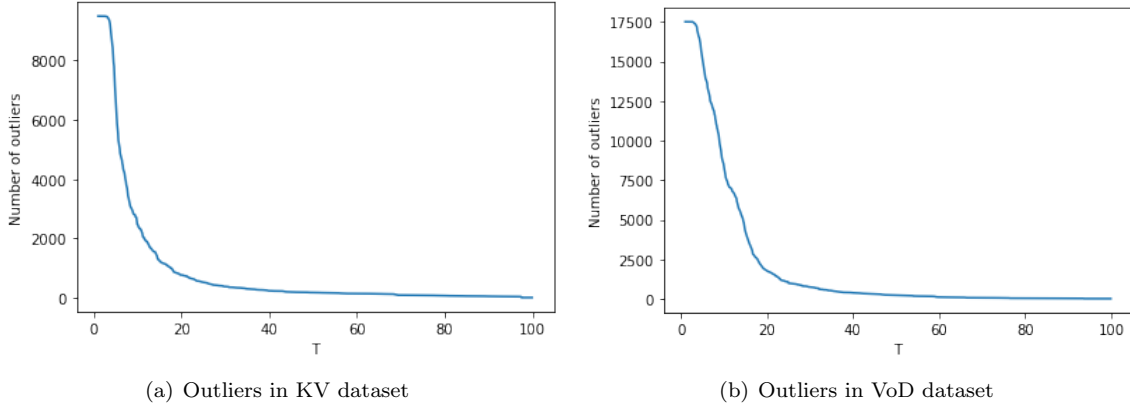 8000
6000
4000
2000
0
Number of outliers
0 20 40 60 80 100
T
(a) Outliers in KV dataset
17500
15000
12500
10000
7500
5000
2500
0
Number of outliers
0 20 40 60 80 100
T
(b) Outliers in VoD dataset